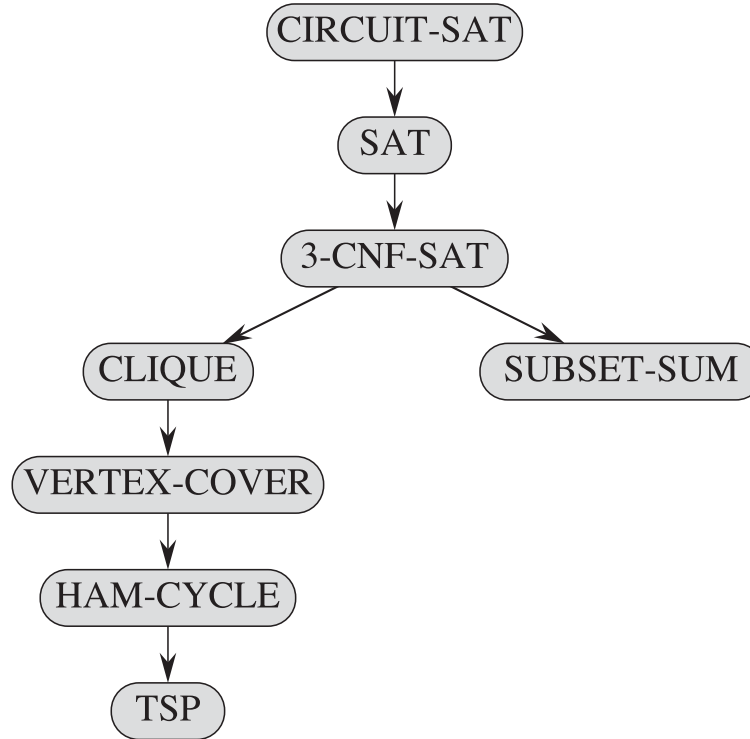 CIRCUIT-SAT
SAT
3-CNF-SAT
CLIQUE
SUBSET-SUM
VERTEX-COVER
HAM-CYCLE
TSP